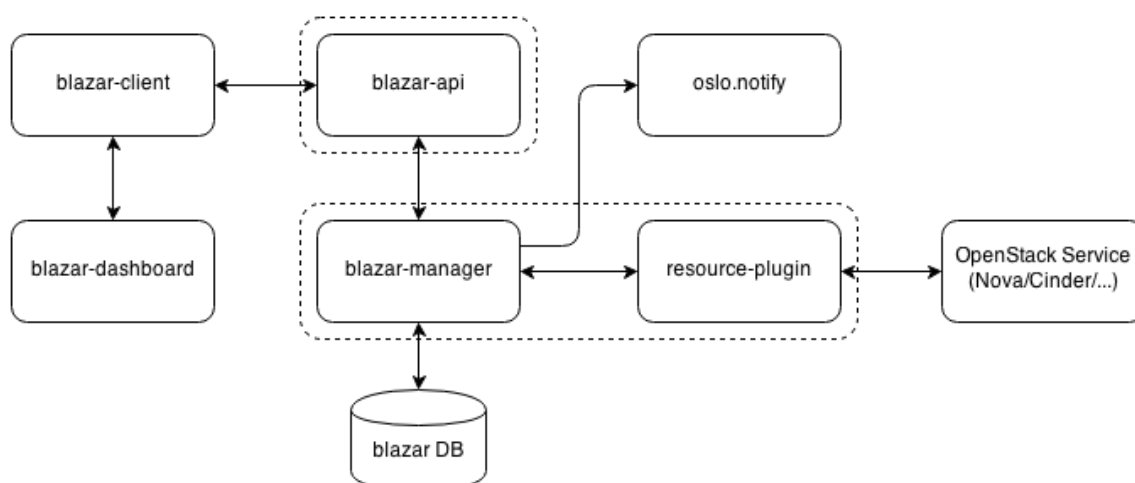 blazar-client
blazar-api
oslo.notify
blazar-dashboard
blazar-manager
resource-plugin
OpenStack Service
(Nova/Cinder/...)
blazar DB